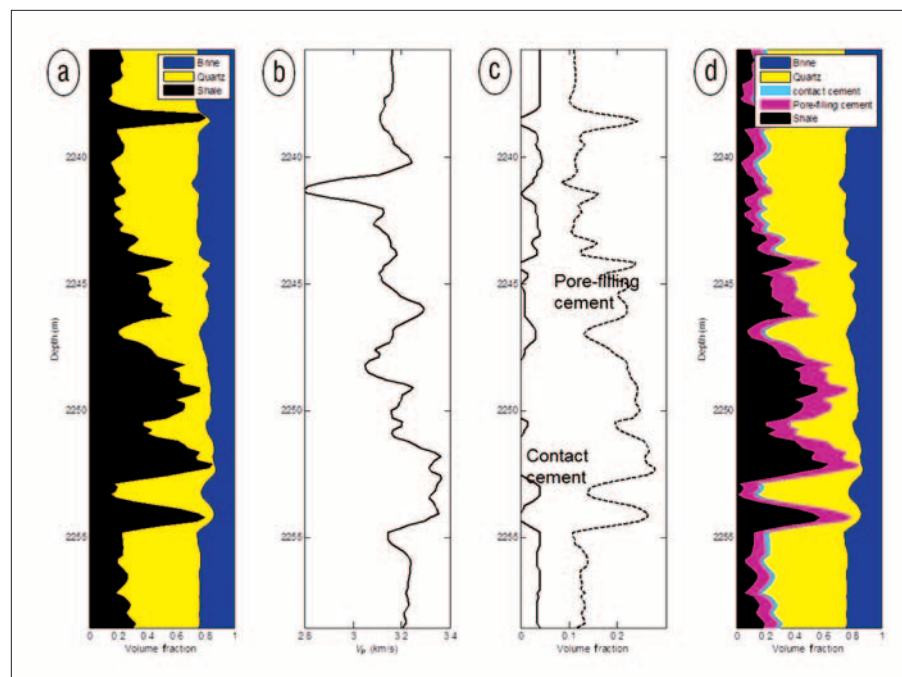 a
Brine
Quartz
Shale
b
c
d
Brine
Quartz
contact cement
Pore-filling cement
Shale
2240
2245
2250
2255
Depth (m)
0 0.2 0.4 0.6 0.8 1
Volume fraction
2240
2245
2250
2255
2.8 3 3.2 3.4
Vp (km/s)
2240
2245
2250
2255
Pore-filling
cement
Contact
cement
0 0.1 0.2
Volume fraction
2240
2245
2250
2255
Depth (m)
0 0.2 0.4 0.6 0.8 1
Volume fraction